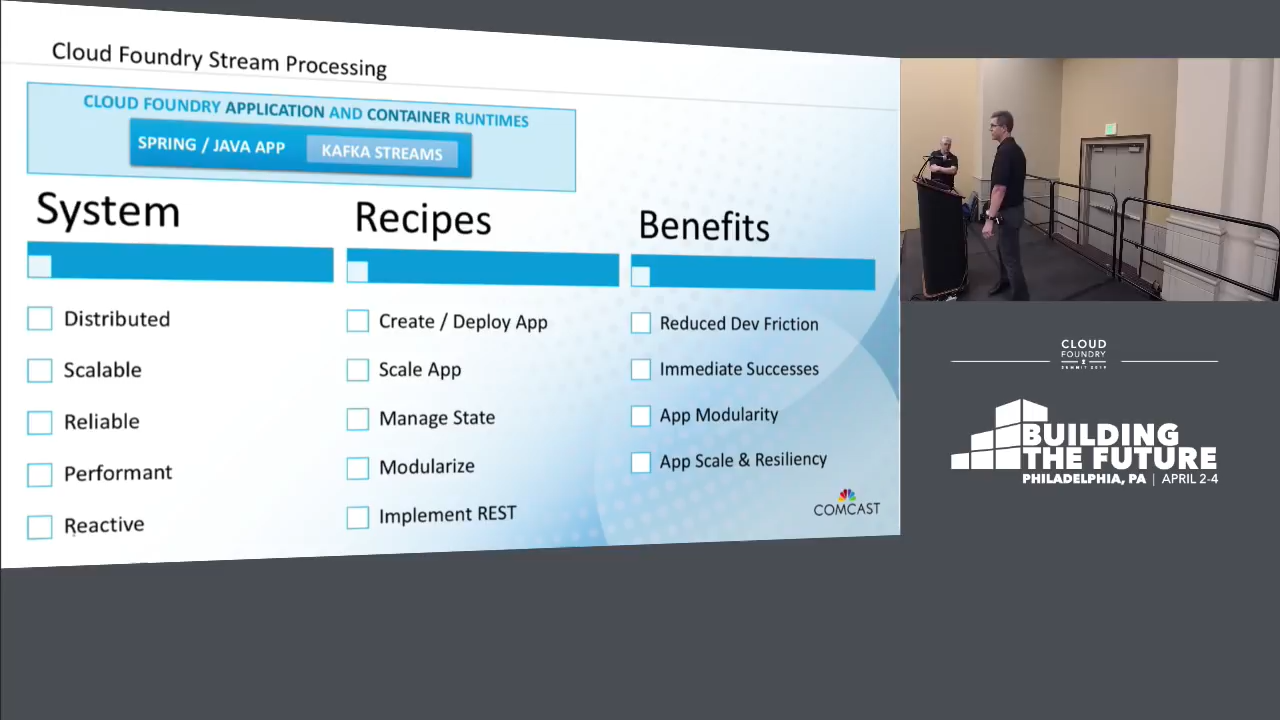 Cloud Foundry Stream Processing
CLOUD FOUNDRY APPLICATION AND CONTAINER RUNTIMES
SPRING / JAVA APP
KAFKA STREAMS
System
Distributed
Scalable
Reliable
Performant
Reactive
Recipes
Create / Deploy App
Scale App
Manage State
Modularize
Implement REST
Benefits
Reduced Dev Friction
Immediate Successes
App Modularity
App Scale & Resiliency
COMCAST
CLOUD
FOUNDRY
SUMMIT 2019
BUILDING
THE FUTURE
PHILADELPHIA, PA | APRIL 2-4